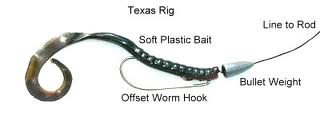 Texas Rig
Line to Rod
Soft Plastic Bait
Bullet Weight
Offset Worm Hook